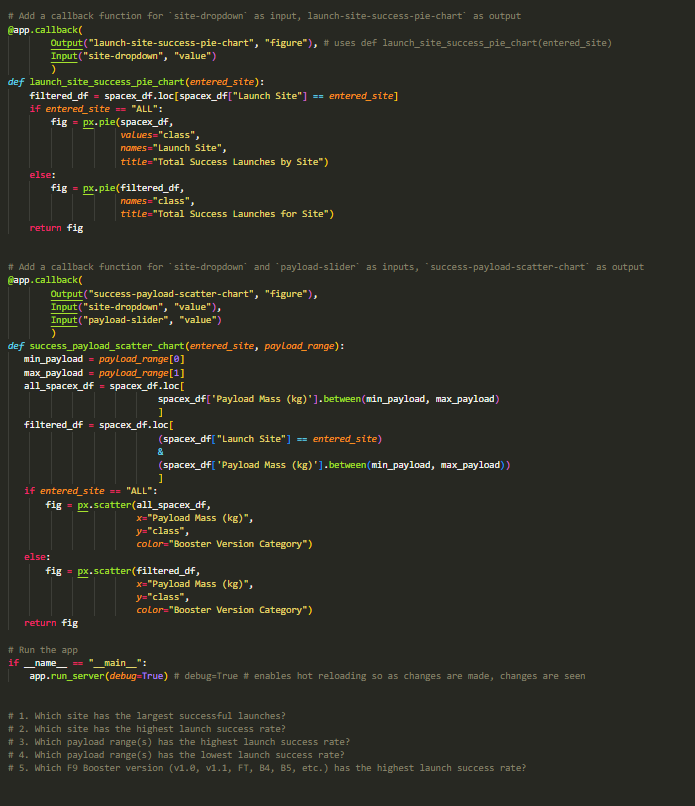 # Add a callback function for `site-dropdown` as input, launch-site-success-pie-chart` as output
@app.callback(
        Output("launch-site-success-pie-chart", "figure"), # uses def launch_site_success_pie_chart(entered_site)
        Input("site-dropdown", "value")
        )
def launch_site_success_pie_chart(entered_site):
    filtered_df = spacex_df.loc[spacex_df["Launch Site"] == entered_site]
    if entered_site == "ALL":
        fig = px.pie(spacex_df,
                     values="class",
                     names="Launch Site",
                     title="Total Success Launches by Site")
    else:
        fig = px.pie(filtered_df,
                     names="class",
                     title="Total Success Launches for Site")
    return fig

# Add a callback function for `site-dropdown` and `payload-slider` as inputs, `success-payload-scatter-chart` as output
@app.callback(
        Output("success-payload-scatter-chart", "figure"),
        Input("site-dropdown", "value"),
        Input("payload-slider", "value")
        )
def success_payload_scatter_chart(entered_site, payload_range):
   min_payload = payload_range[0]
   max_payload = payload_range[1]
   all_spacex_df = spacex_df.loc[
                            spacex_df['Payload Mass (kg)'].between(min_payload, max_payload)
                            ]
   filtered_df = spacex_df.loc[
                            (spacex_df["Launch Site"] == entered_site)
                            &
                            (spacex_df['Payload Mass (kg)'].between(min_payload, max_payload))
                            ]
   if entered_site == "ALL":
       fig = px.scatter(all_spacex_df,
                        x="Payload Mass (kg)",
                        y="class",
                        color="Booster Version Category")
   else:
       fig = px.scatter(filtered_df,
                        x="Payload Mass (kg)",
                        y="class",
                        color="Booster Version Category")
   return fig

# Run the app
if __name__ == "__main__":
    app.run_server(debug=True) # debug=True # enables hot reloading so as changes are made, changes are seen

# 1. Which site has the largest successful launches?
# 2. Which site has the highest launch success rate?
# 3. Which payload range(s) has the highest launch success rate?
# 4. Which payload range(s) has the lowest launch success rate?
# 5. Which F9 Booster version (v1.0, v1.1, FT, B4, B5, etc.) has the highest launch success rate?